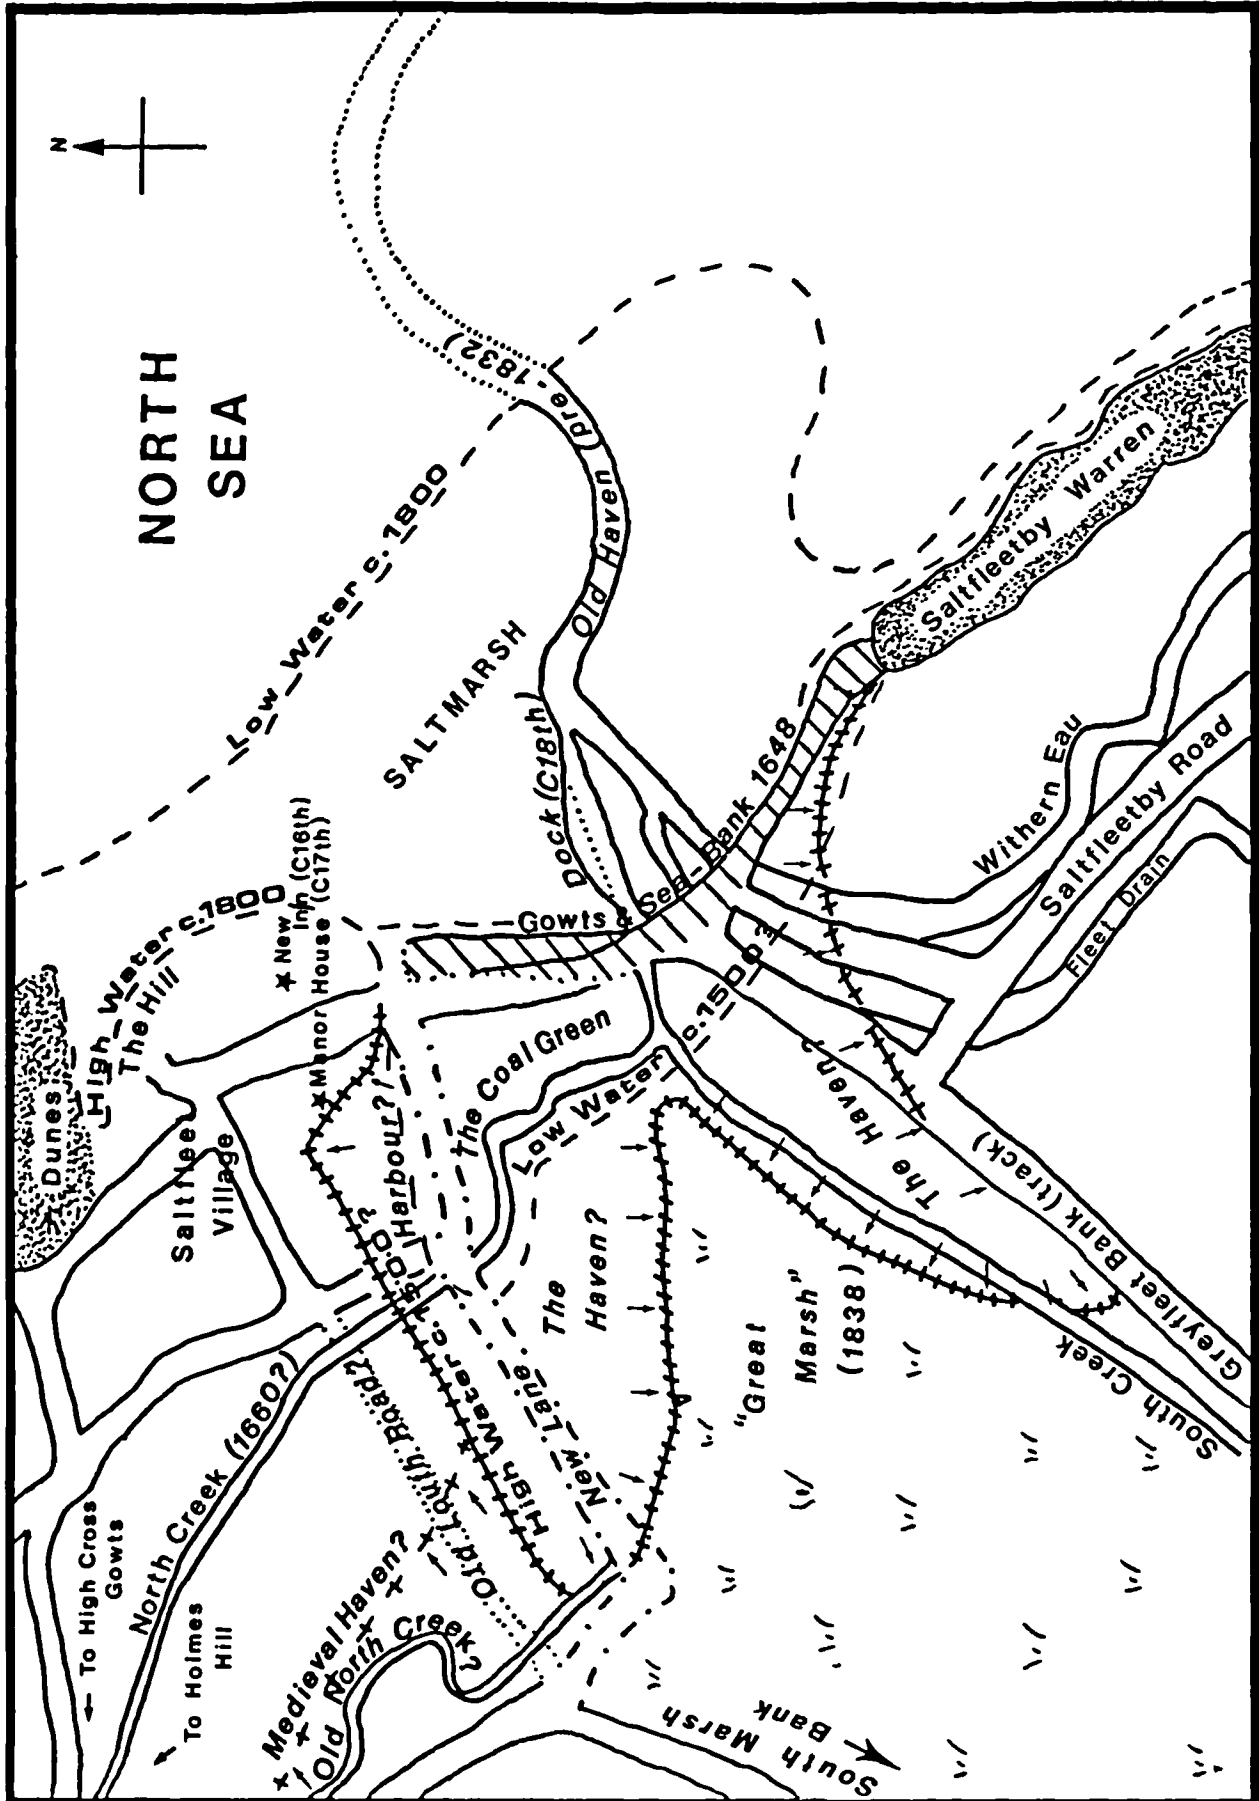 N
NORTH
SEA
(pre-1832)
Old Haven
Low Water c.1800
SALTMARSH
Saltfleetby Warren
Dock (C18th)
Gowts & Sea-Bank 1648
Withern Eau
Saltfleetby Road
Fleet Drain
High Water c.1800
Dunes
The Hill
New
Inn (C16th)
Manor House (C17th)
Saltfleet
Village
Harbour?
The Coal Green
Low Water c.1500?
The Haven?
Greyfleet Bank (track)
South Creek
High Water c.1500?
The
Haven?
"Great
Marsh"
(1838)
New Lane
Old Louth Road?
North Creek (1660?)
To High Cross
Gowts
To Holmes
Hill
Medieval Haven?
Old North Creek?
South Marsh
Bank